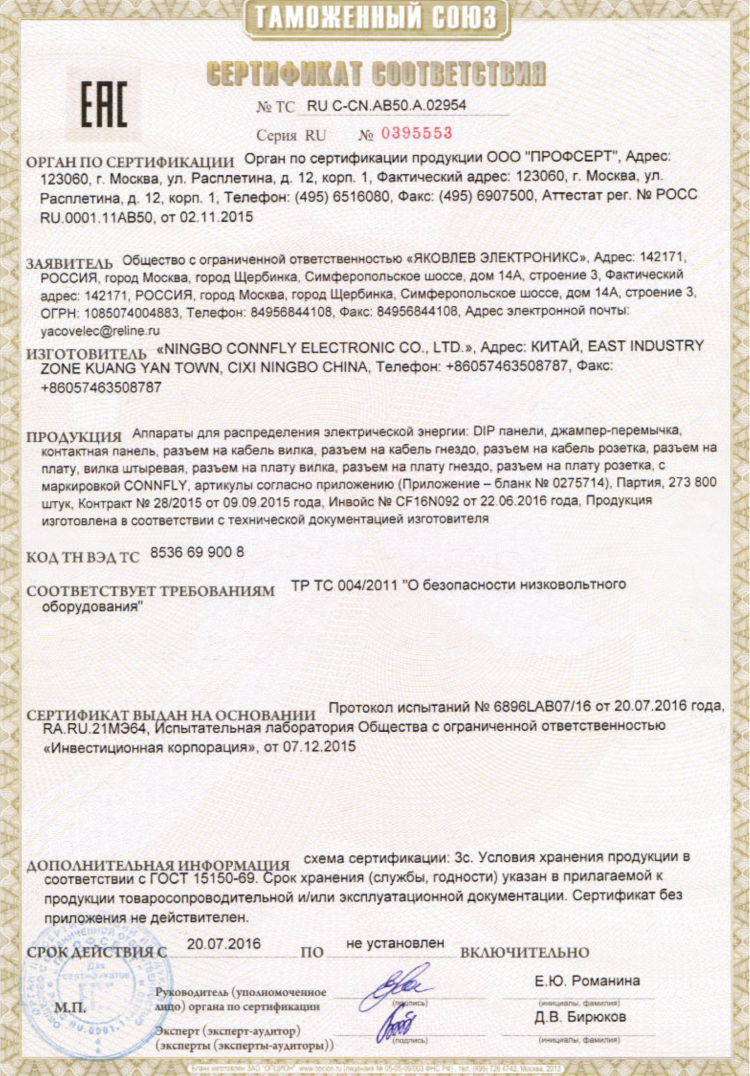 ТАМОЖЕННЫЙ СОЮЗ
СЕРТИФИКАТ СООТВЕТСТВИЯ
ЕАС
№ ТС RU C-CN.АВ50.А.02954
Серия RU № 0395553
ОРГАН ПО СЕРТИФИКАЦИИ Орган по сертификации продукции ООО "ПРОФСЕРТ", Адрес:
123060, г. Москва, ул. Расплетина, д. 12, корп. 1, Фактический адрес: 123060, г. Москва, ул.
Расплетина, д. 12, корп. 1, Телефон: (495) 6516080, Факс: (495) 6907500, Аттестат рег. № РОСС
RU.0001.11АВ50, от 02.11.2015
ЗАЯВИТЕЛЬ Общество с ограниченной ответственностью «ЯКОВЛЕВ ЭЛЕКТРОНИКС», Адрес: 142171,
РОССИЯ, город Москва, город Щербинка, Симферопольское шоссе, дом 14А, строение 3, Фактический
адрес: 142171, РОССИЯ, город Москва, город Щербинка, Симферопольское шоссе, дом 14А, строение 3,
ОГРН: 1085074004883, Телефон: 84956844108, Факс: 84956844108, Адрес электронной почты:
yacovelec@reline.ru
ИЗГОТОВИТЕЛЬ «NINGBO CONNFLY ELECTRONIC CO., LTD.», Адрес: КИТАЙ, EAST INDUSTRY
ZONE KUANG YAN TOWN, CIXI NINGBO CHINA, Телефон: +86057463508787, Факс:
+86057463508787
ПРОДУКЦИЯ Аппараты для распределения электрической энергии: DIP панели, джампер-перемычка,
контактная панель, разъем на кабель вилка, разъем на кабель гнездо, разъем на кабель розетка, разъем на
плату, вилка штыревая, разъем на плату вилка, разъем на плату гнездо, разъем на плату розетка, с
маркировкой CONNFLY, артикулы согласно приложению (Приложение – бланк № 0275714), Партия, 273 800
штук, Контракт № 28/2015 от 09.09.2015 года, Инвойс № CF16N092 от 22.06.2016 года, Продукция
изготовлена в соответствии с технической документацией изготовителя
КОД ТН ВЭД ТС 8536 69 900 8
СООТВЕТСТВУЕТ ТРЕБОВАНИЯМ ТР ТС 004/2011 "О безопасности низковольтного
оборудования"
СЕРТИФИКАТ ВЫДАН НА ОСНОВАНИИ Протокол испытаний № 6896LAB07/16 от 20.07.2016 года,
RA.RU.21МЭ64, Испытательная лаборатория Общества с ограниченной ответственностью
«Инвестиционная корпорация», от 07.12.2015
ДОПОЛНИТЕЛЬНАЯ ИНФОРМАЦИЯ схема сертификации: 3с. Условия хранения продукции в
соответствии с ГОСТ 15150-69. Срок хранения (службы, годности) указан в прилагаемой к
продукции товаросопроводительной и/или эксплуатационной документации. Сертификат без
приложения не действителен.
СРОК ДЕЙСТВИЯ С 20.07.2016 ПО не установлен ВКЛЮЧИТЕЛЬНО
М.П.
Руководитель (уполномоченное
лицо) органа по сертификации
(подпись)
Е.Ю. Романина
(инициалы, фамилия)
Эксперт (эксперт-аудитор)
(эксперты (эксперты-аудиторы))
(подпись)
Д.В. Бирюков
(инициалы, фамилия)
Для
сертификатов